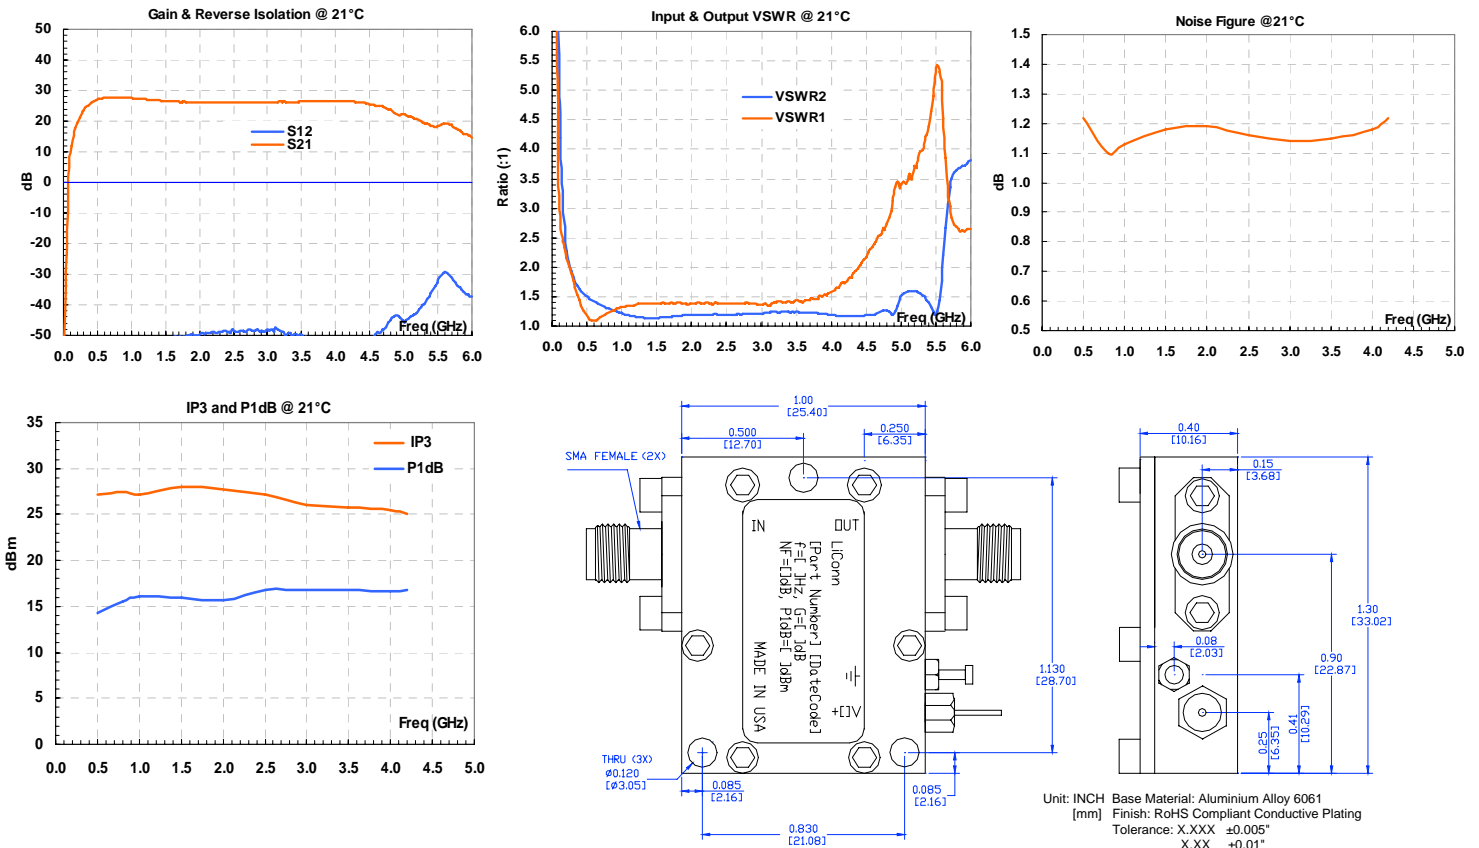 Gain & Reverse Isolation @ 21°C
50
40
30
20
10
0
-10
-20
-30
-40
-50
dB
S12
S21
Freq (GHz)
0.0 0.5 1.0 1.5 2.0 2.5 3.0 3.5 4.0 4.5 5.0 5.5 6.0
Input & Output VSWR @ 21°C
6.0
5.5
5.0
4.5
4.0
3.5
3.0
2.5
2.0
1.5
1.0
Ratio (:1)
VSWR2
VSWR1
Freq (GHz)
0.0 0.5 1.0 1.5 2.0 2.5 3.0 3.5 4.0 4.5 5.0 5.5 6.0
Noise Figure @21°C
1.5
1.4
1.3
1.2
1.1
1.0
0.9
0.8
0.7
0.6
0.5
dB
Freq (GHz)
0.0 0.5 1.0 1.5 2.0 2.5 3.0 3.5 4.0 4.5 5.0
IP3 and P1dB @ 21°C
35
30
25
20
15
10
5
0
dBm
IP3
P1dB
Freq (GHz)
0.0 0.5 1.0 1.5 2.0 2.5 3.0 3.5 4.0 4.5 5.0
1.00
[25.40]
0.500
[12.70]
0.250
[6.35]
SMA FEMALE (2X)
IN
OUT
LiConn
[Part Number] [DateCode]
f=[ ]Hz, G=[ ]dB
NF=[]dB, P1dB=[ ]dBm
MADE IN USA
+[]V
1.130
[28.70]
THRU (3X)
Ø0.120
[Ø3.05]
0.085
[2.16]
0.085
[2.16]
0.830
[21.08]
0.40
[10.16]
0.15
[3.68]
0.08
[2.03]
1.30
[33.02]
0.90
[22.87]
0.41
[10.29]
0.25
[6.35]
Unit: INCH Base Material: Aluminium Alloy 6061
[mm] Finish: RoHS Compliant Conductive Plating
Tolerance: X.XXX ±0.005"
X.XX ±0.01"